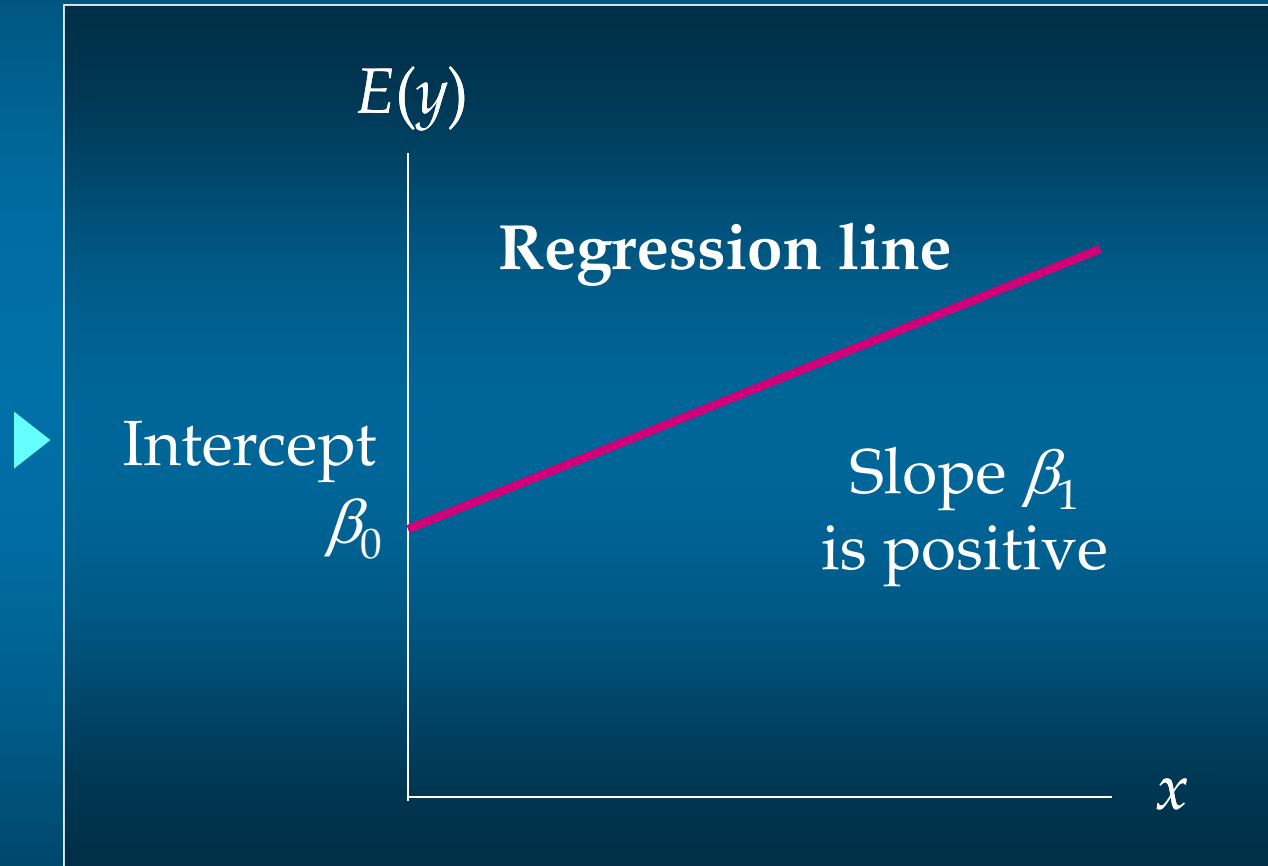 E(y)
Regression line
Intercept
β₀
Slope β₁
is positive
x